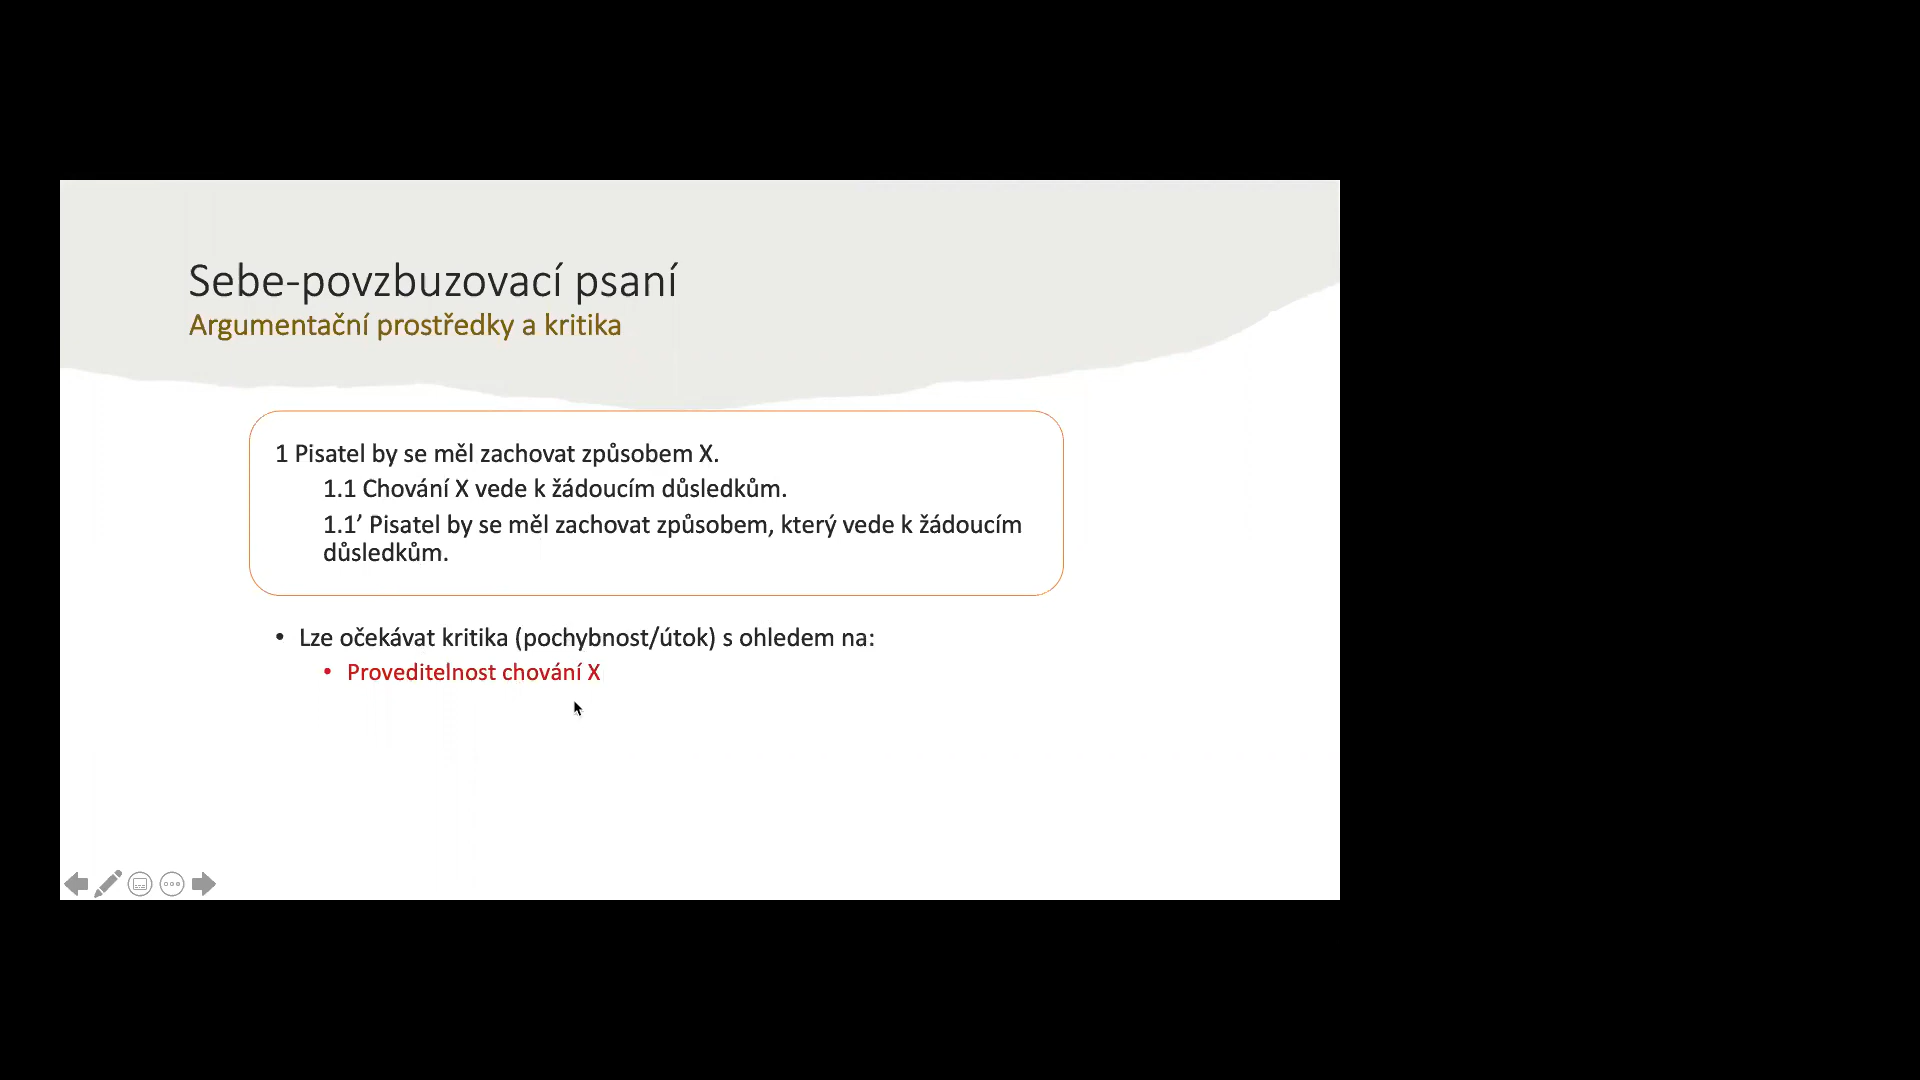 Sebe-povzbuzovací psaní
Argumentační prostředky a kritika
1 Pisatel by se měl zachovat způsobem X.
1.1 Chování X vede k žádoucím důsledkům.
1.1’ Pisatel by se měl zachovat způsobem, který vede k žádoucím
důsledkům.
• Lze očekávat kritika (pochybnost/útok) s ohledem na:
• Proveditelnost chování X